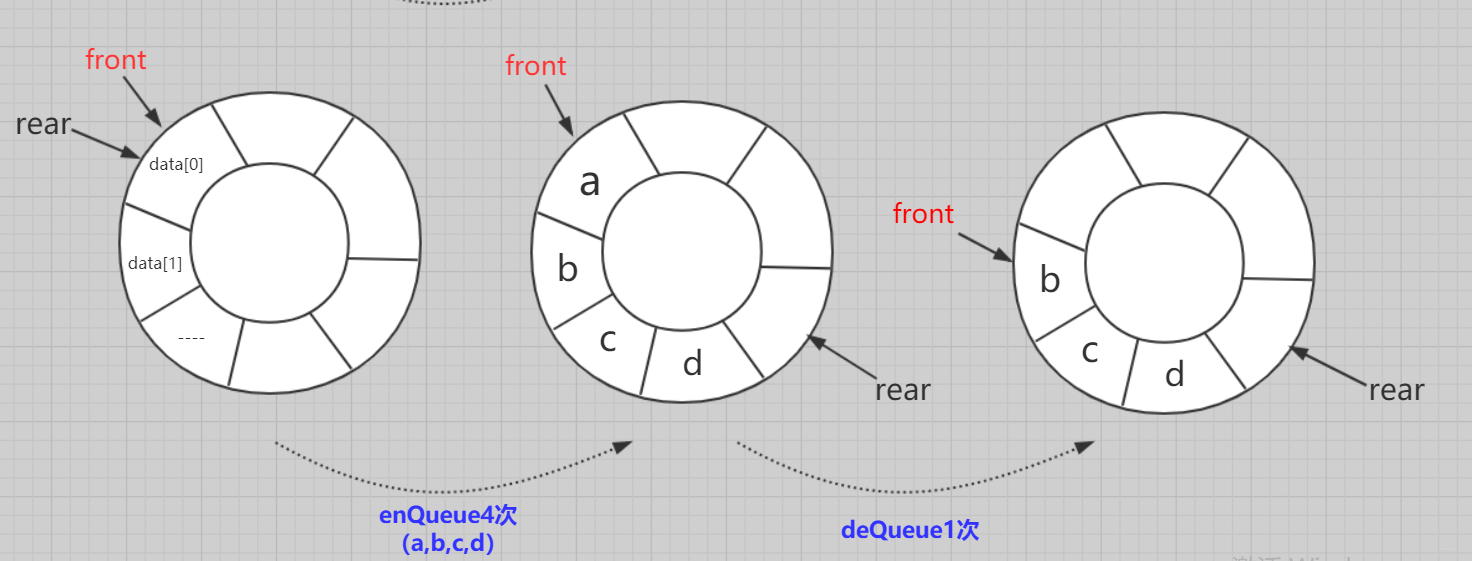 front
rear
data[0]
data[1]
----
front
a
b
c
d
rear
front
b
c
d
rear
enQueue4次
(a,b,c,d)
deQueue1次